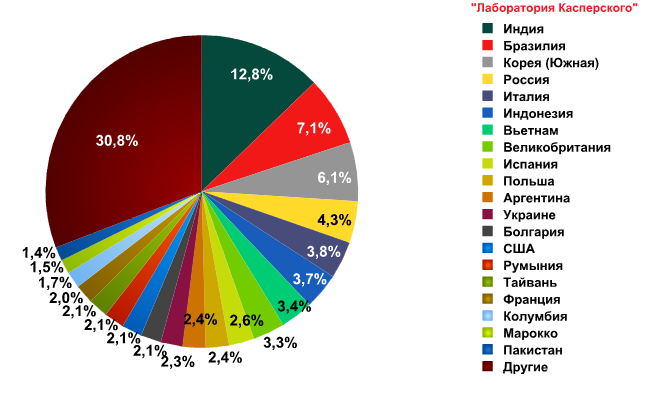 "Лаборатория Касперского"
Индия
Бразилия
Корея (Южная)
Россия
Италия
Индонезия
Вьетнам
Великобритания
Испания
Польша
Аргентина
Украине
Болгария
США
Румыния
Тайвань
Франция
Колумбия
Марокко
Пакистан
Другие
12,8%
7,1%
6,1%
4,3%
3,8%
3,7%
3,4%
3,3%
2,6%
2,4%
2,4%
2,3%
2,1%
2,1%
2,1%
2,1%
2,0%
1,7%
1,5%
1,4%
30,8%